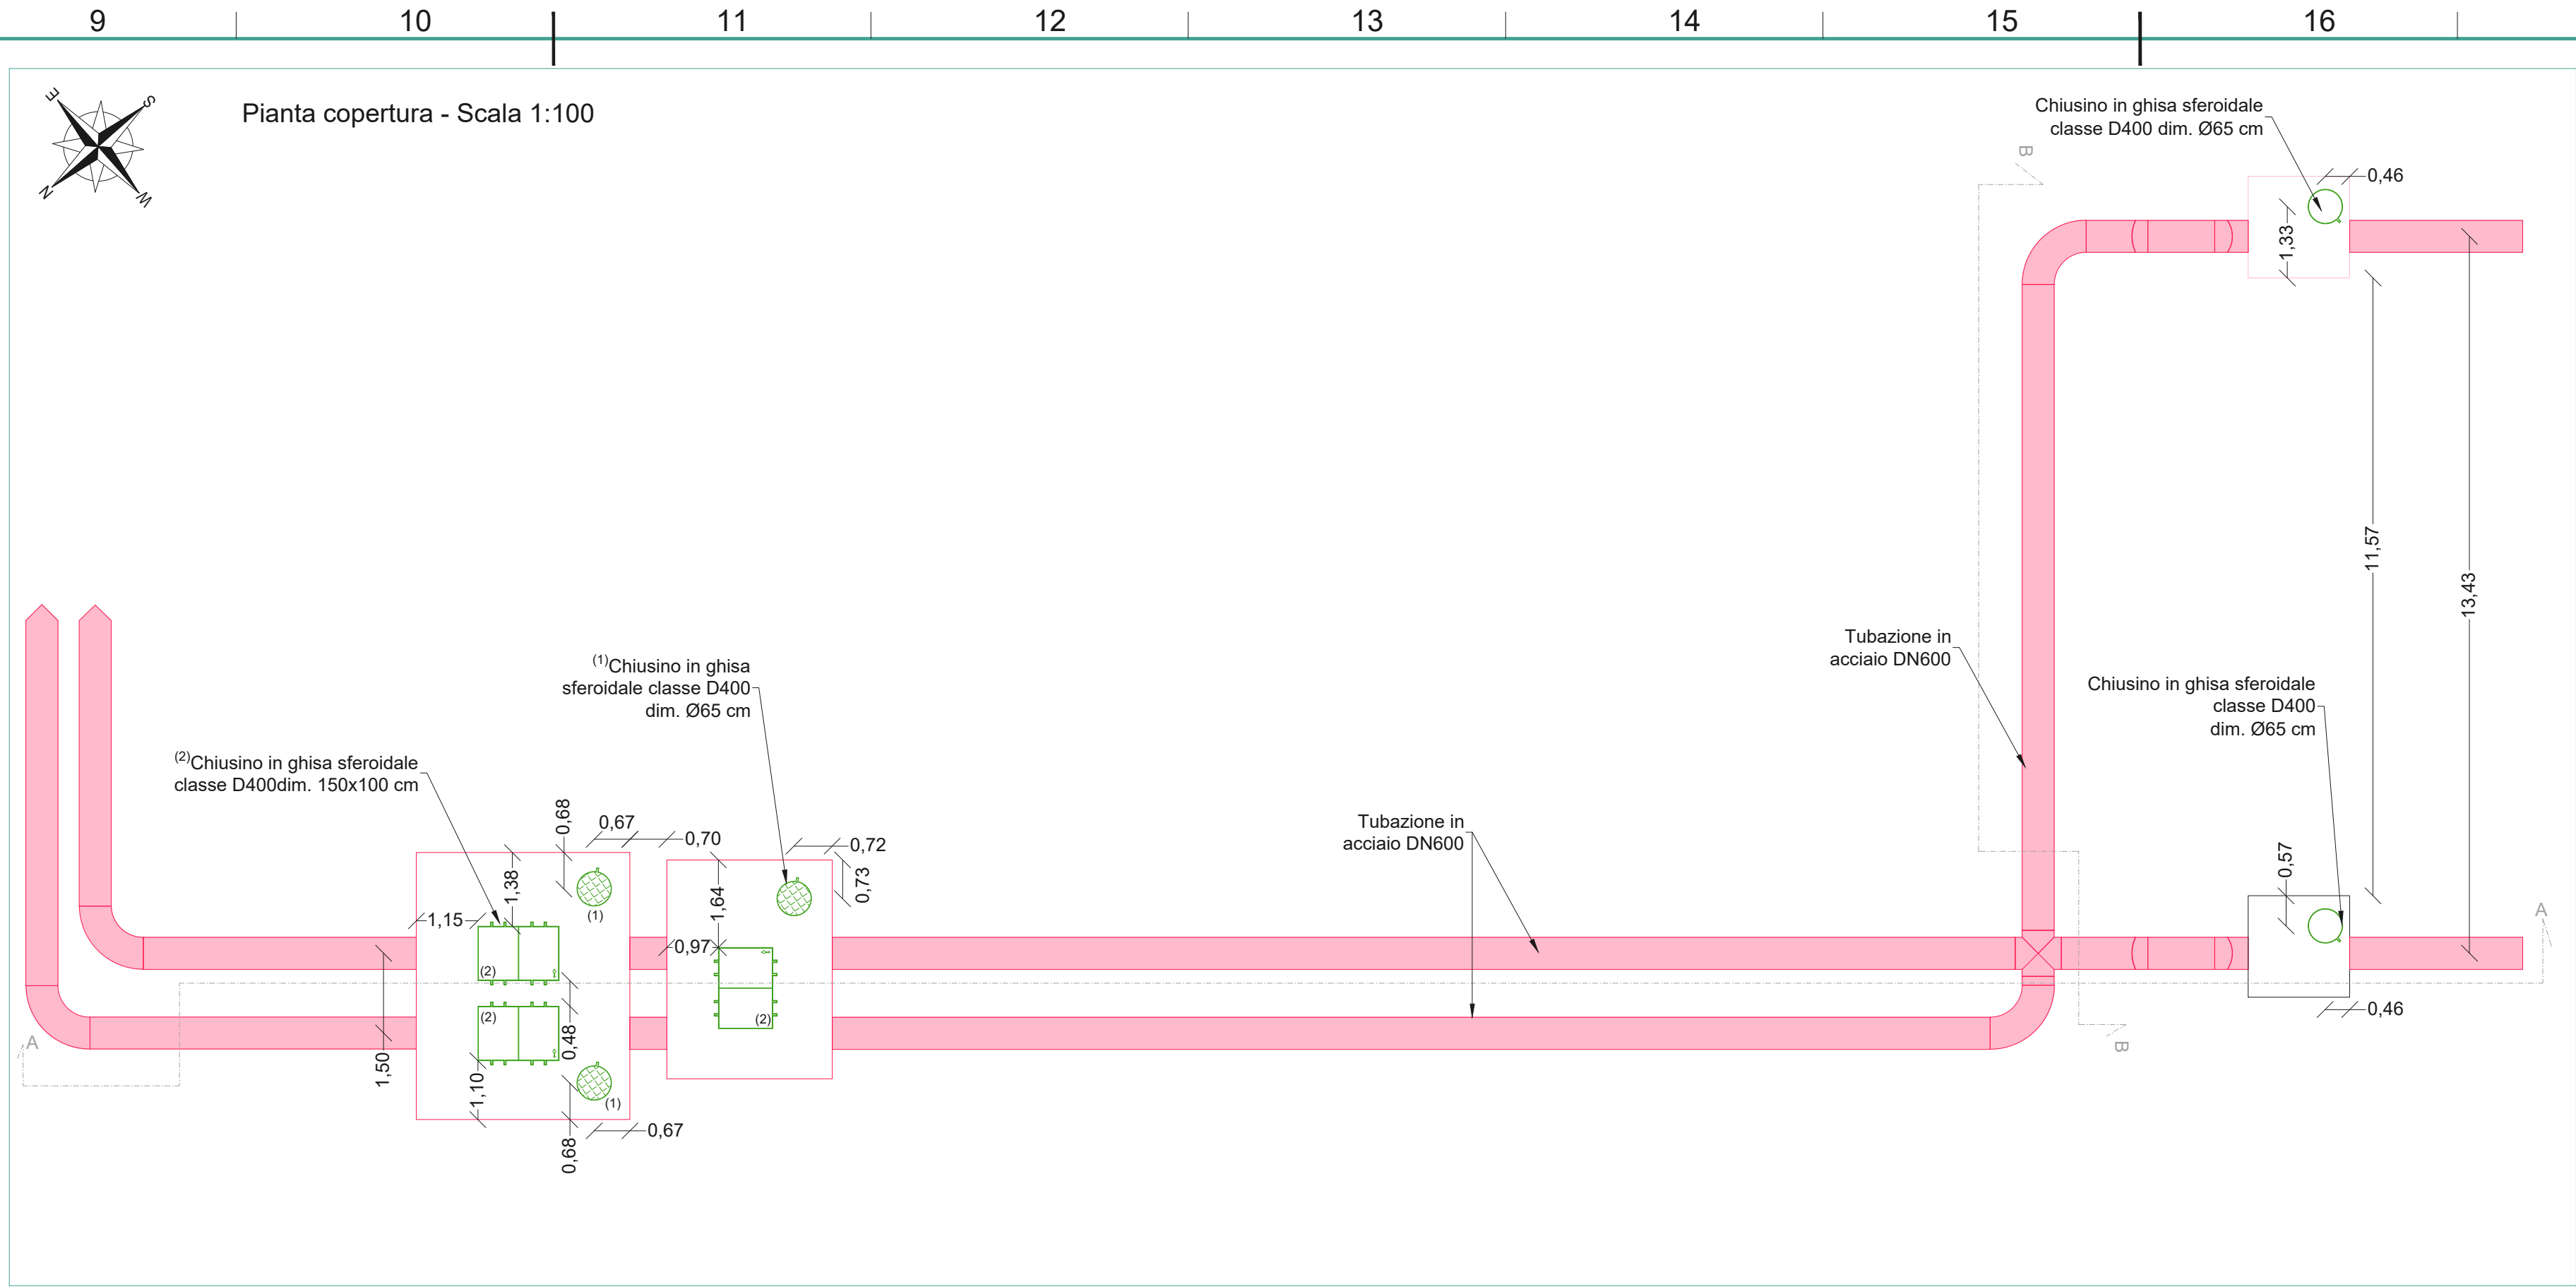 9 10 11 12 13 14 15 16
Pianta copertura - Scala 1:100
E
S
N
W
Chiusino in ghisa sferoidale
classe D400 dim. Ø65 cm
B
0,46
1,33
11,57
13,43
Tubazione in
acciaio DN600
Chiusino in ghisa sferoidale
classe D400
dim. Ø65 cm
(1)Chiusino in ghisa
sferoidale classe D400
dim. Ø65 cm
(2)Chiusino in ghisa sferoidale
classe D400dim. 150x100 cm
0,68
0,67
0,70
0,72
Tubazione in
acciaio DN600
0,57
1,38
1,64
0,73
(1)
1,15
0,97
A
(2)
(2)
(2)
0,46
A
0,48
B
1,50
1,10
(1)
0,68
0,67